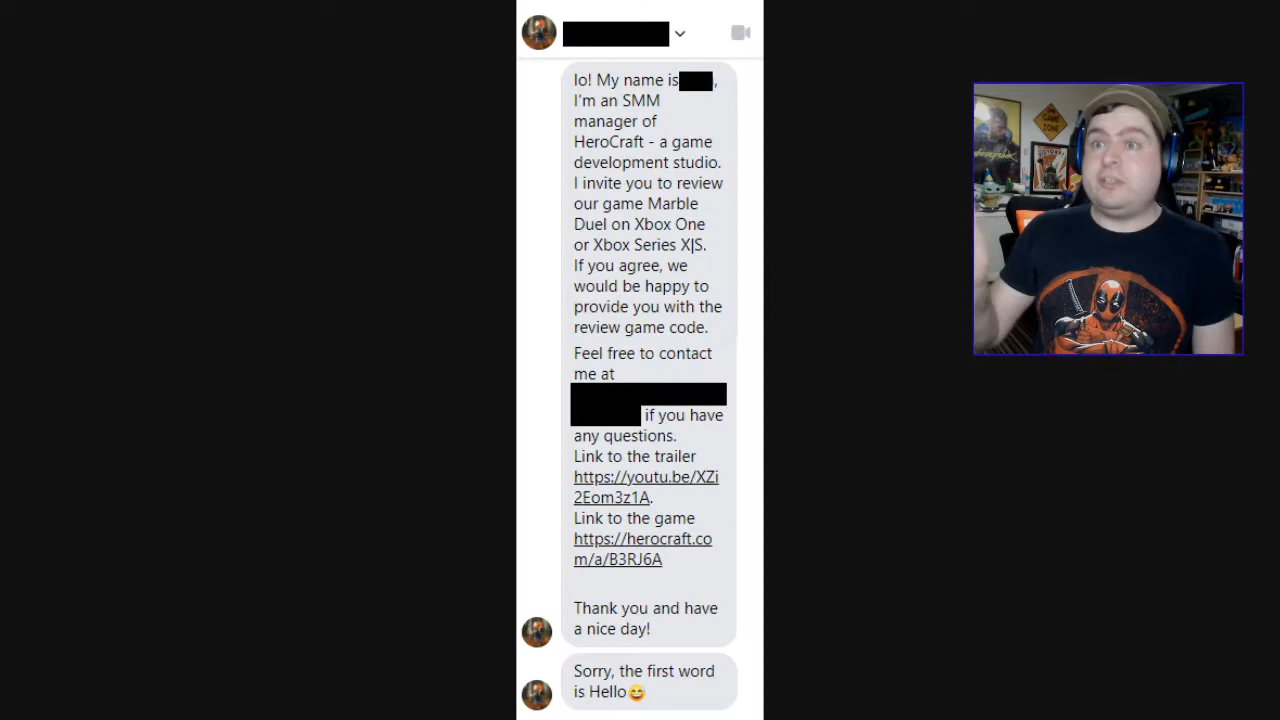 lo! My name is
,
I'm an SMM
manager of
HeroCraft - a game
development studio.
I invite you to review
our game Marble
Duel on Xbox One
or Xbox Series X|S.
If you agree, we
would be happy to
provide you with the
review game code.
Feel free to contact
me at
if you have
any questions.
Link to the trailer
https://youtu.be/XZi
2Eom3z1A.
Link to the game
https://herocraft.co
m/a/B3RJ6A
Thank you and have
a nice day!
Sorry, the first word
is Hello😅
GAME
ZONE